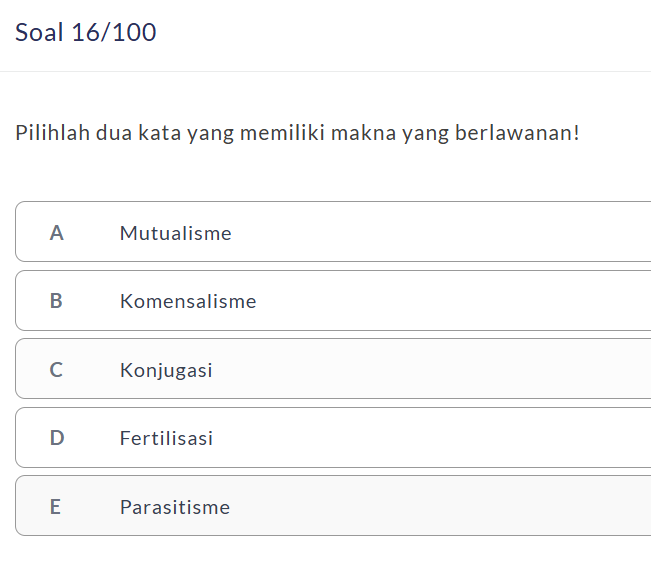 Soal 16/100
Pilihlah dua kata yang memiliki makna yang berlawanan!
A Mutualisme
B Komensalisme
C Konjugasi
D Fertilisasi
E Parasitisme